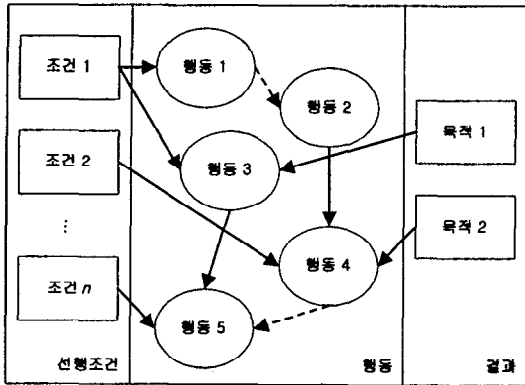 조건 1
행동 1
행동 2
목적 1
조건 2
행동 3
⋮
목적 2
행동 4
조건 n
행동 5
선행조건
행동
결과